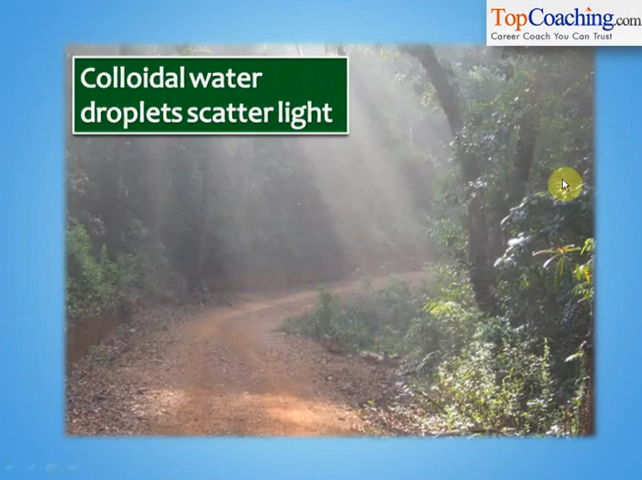 TopCoaching.com
Career Coach You Can Trust
Colloidal water
droplets scatter light